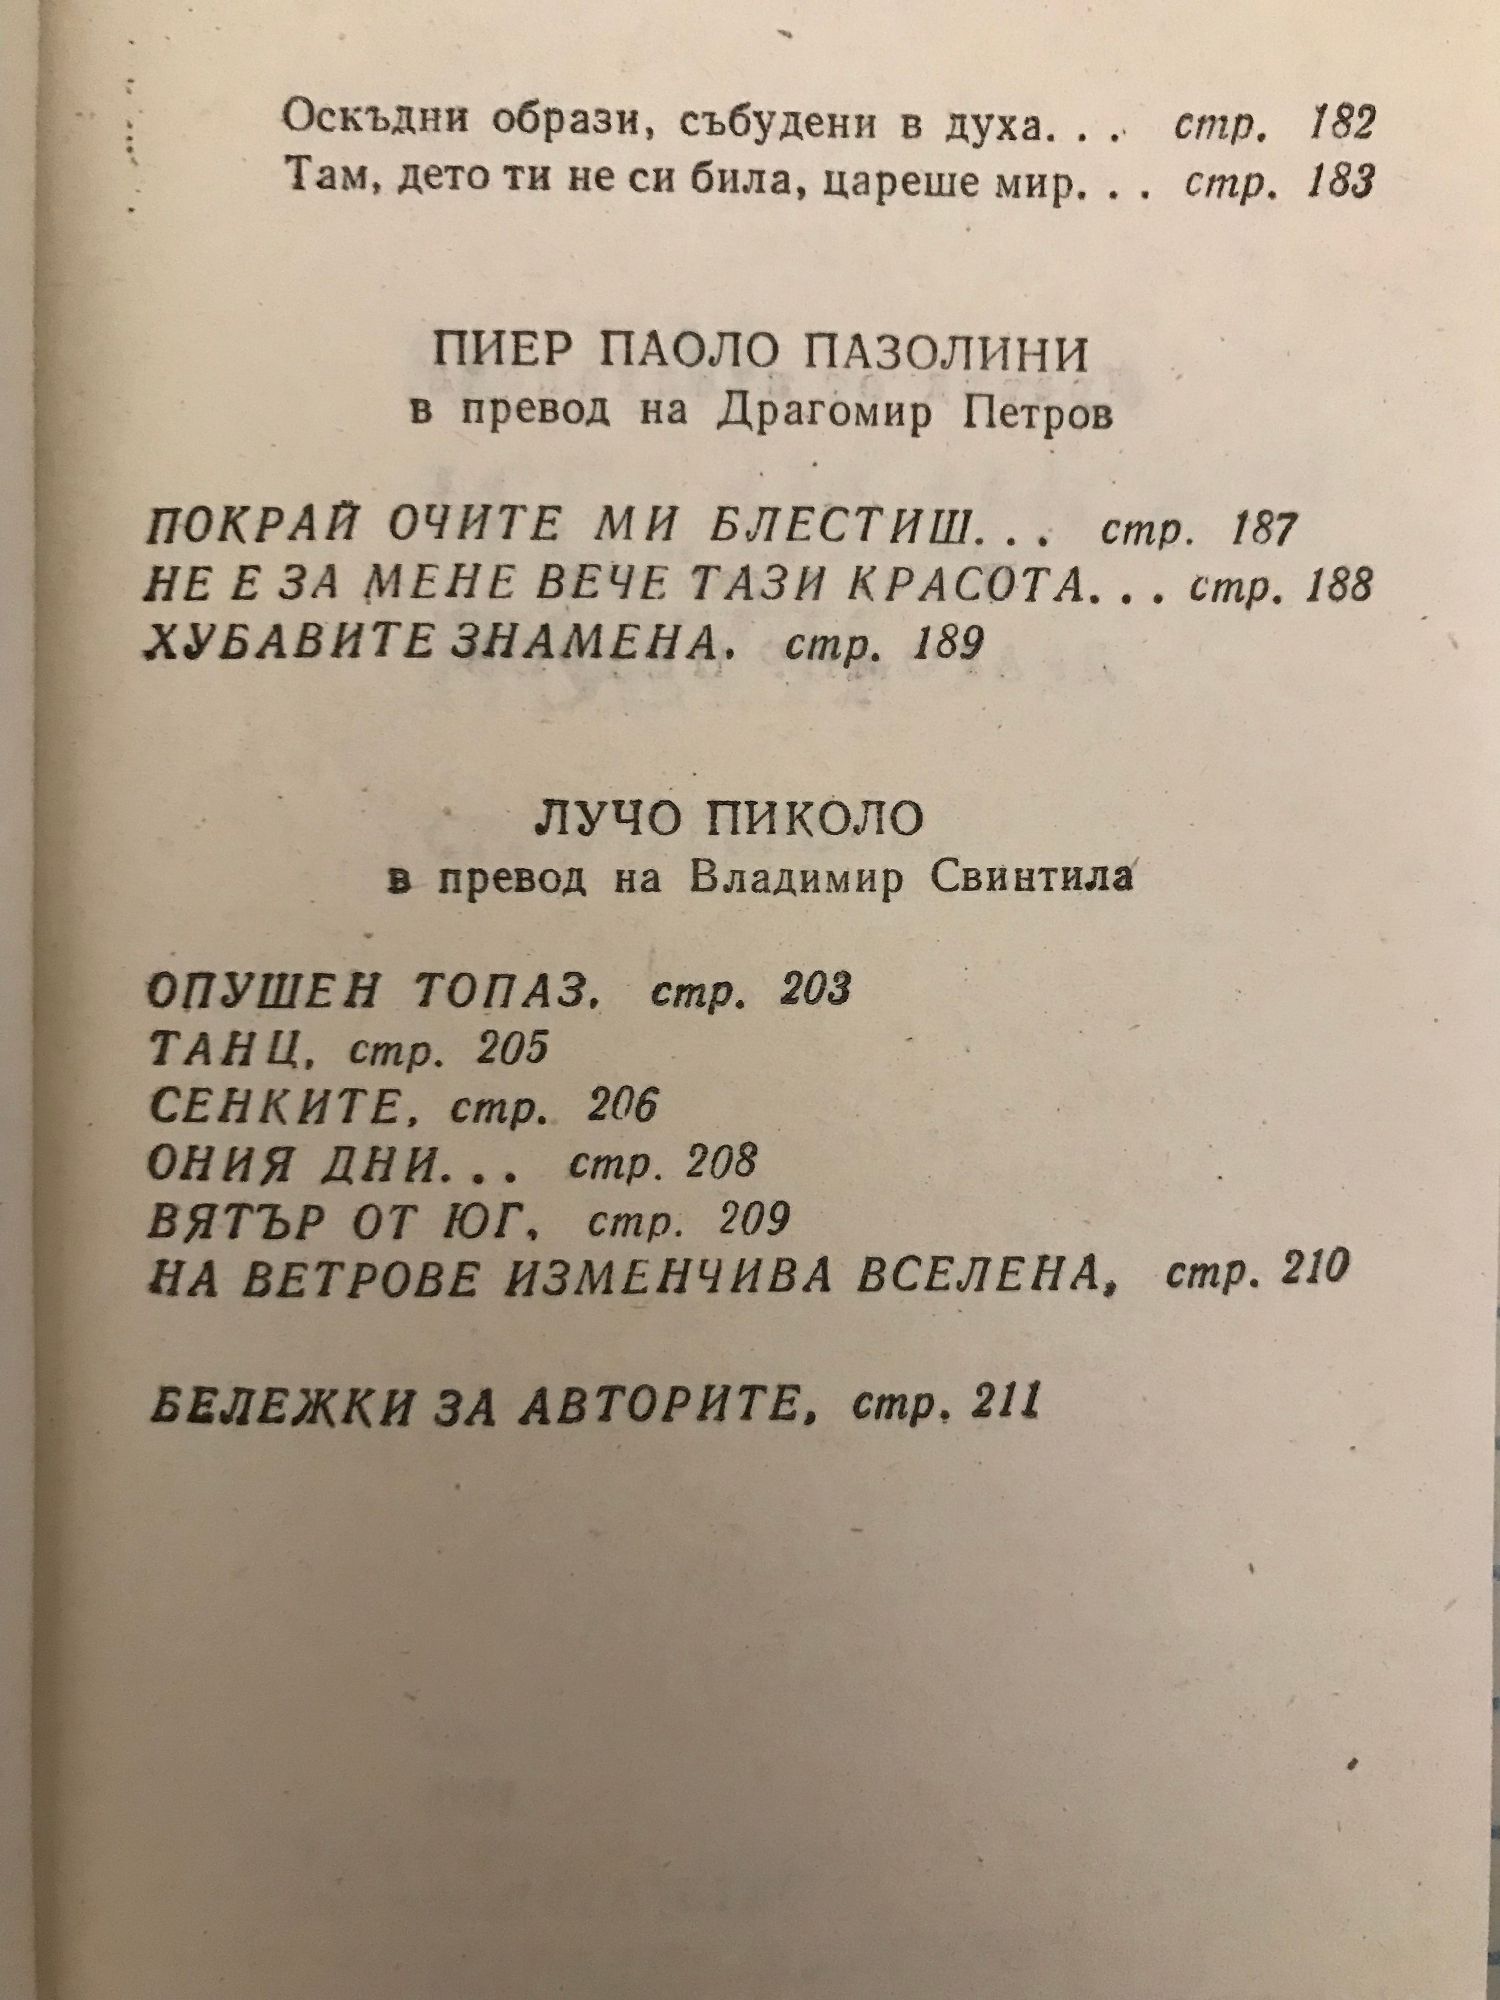 Оскъдни образи, събудени в духа. . . стр. 182
Там, дето ти не си била, цареше мир. . . стр. 183
ПИЕР ПАОЛО ПАЗОЛИНИ
в превод на Драгомир Петров
ПОКРАЙ ОЧИТЕ МИ БЛЕСТИШ. . . стр. 187
НЕ Е ЗА МЕНЕ ВЕЧЕ ТАЗИ КРАСОТА. . . стр. 188
ХУБАВИТЕ ЗНАМЕНА. стр. 189
ЛУЧО ПИКОЛО
в превод на Владимир Свинтила
ОПУШЕН ТОПАЗ. стр. 203
ТАНЦ, стр. 205
СЕНКИТЕ, стр. 206
ОНИЯ ДНИ. . . стр. 208
ВЯТЪР ОТ ЮГ, стр. 209
НА ВЕТРОВЕ ИЗМЕНЧИВА ВСЕЛЕНА, стр. 210
БЕЛЕЖКИ ЗА АВТОРИТЕ, стр. 211